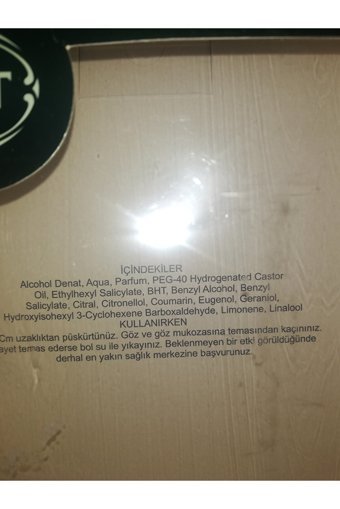 T
İÇİNDEKİLER
Alcohol Denat, Aqua, Parfum, PEG-40 Hydrogenated Castor
Oil, Ethylhexyl Salicylate, BHT, Benzyl Alcohol, Benzyl
Salicylate, Citral, Citronellol, Coumarin, Eugenol, Geraniol,
Hydroxyisohexyl 3-Cyclohexene Barboxaldehyde, Limonene, Linalool
KULLANIRKEN
Cm uzaklıktan püskürtünüz. Göz ve göz mukozasına temasından kaçınınız.
ayet temas ederse bol su ile yıkayınız. Beklenmeyen bir etki görüldüğünde
derhal en yakın sağlık merkezine başvurunuz.